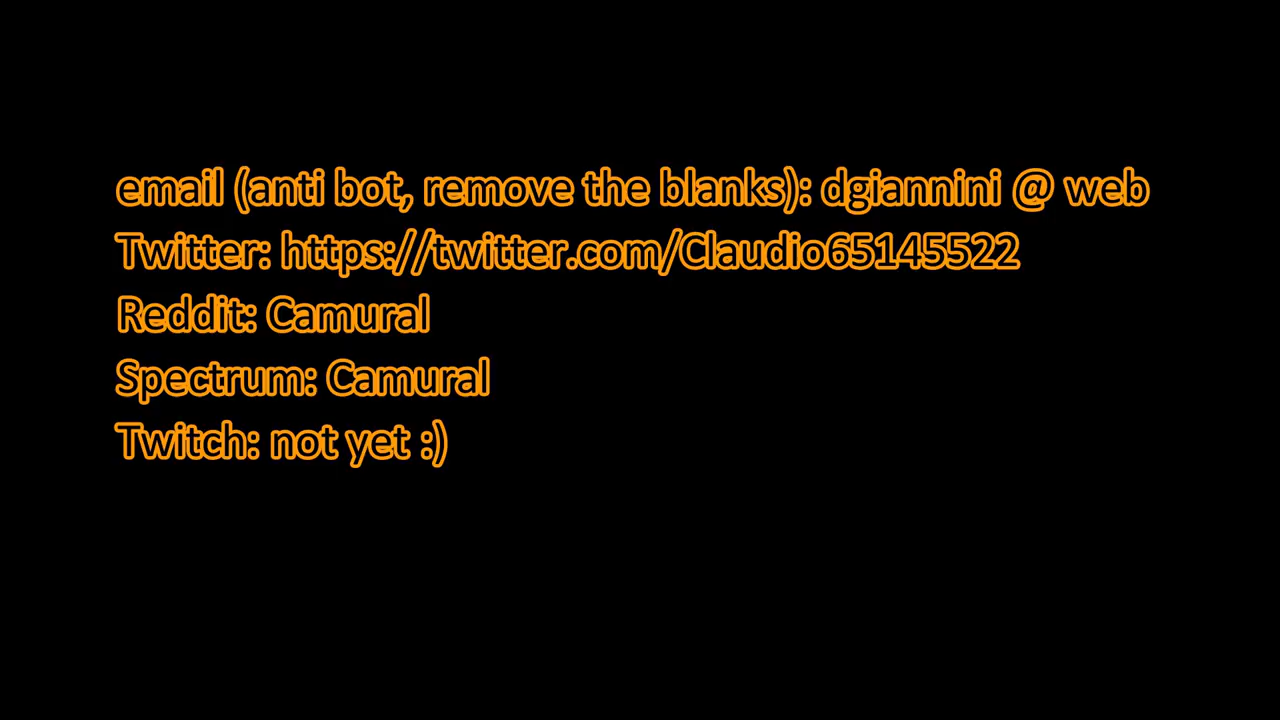 email (anti bot, remove the blanks): dgiannini @ web
Twitter: https://twitter.com/Claudio65145522
Reddit: Camural
Spectrum: Camural
Twitch: not yet :)